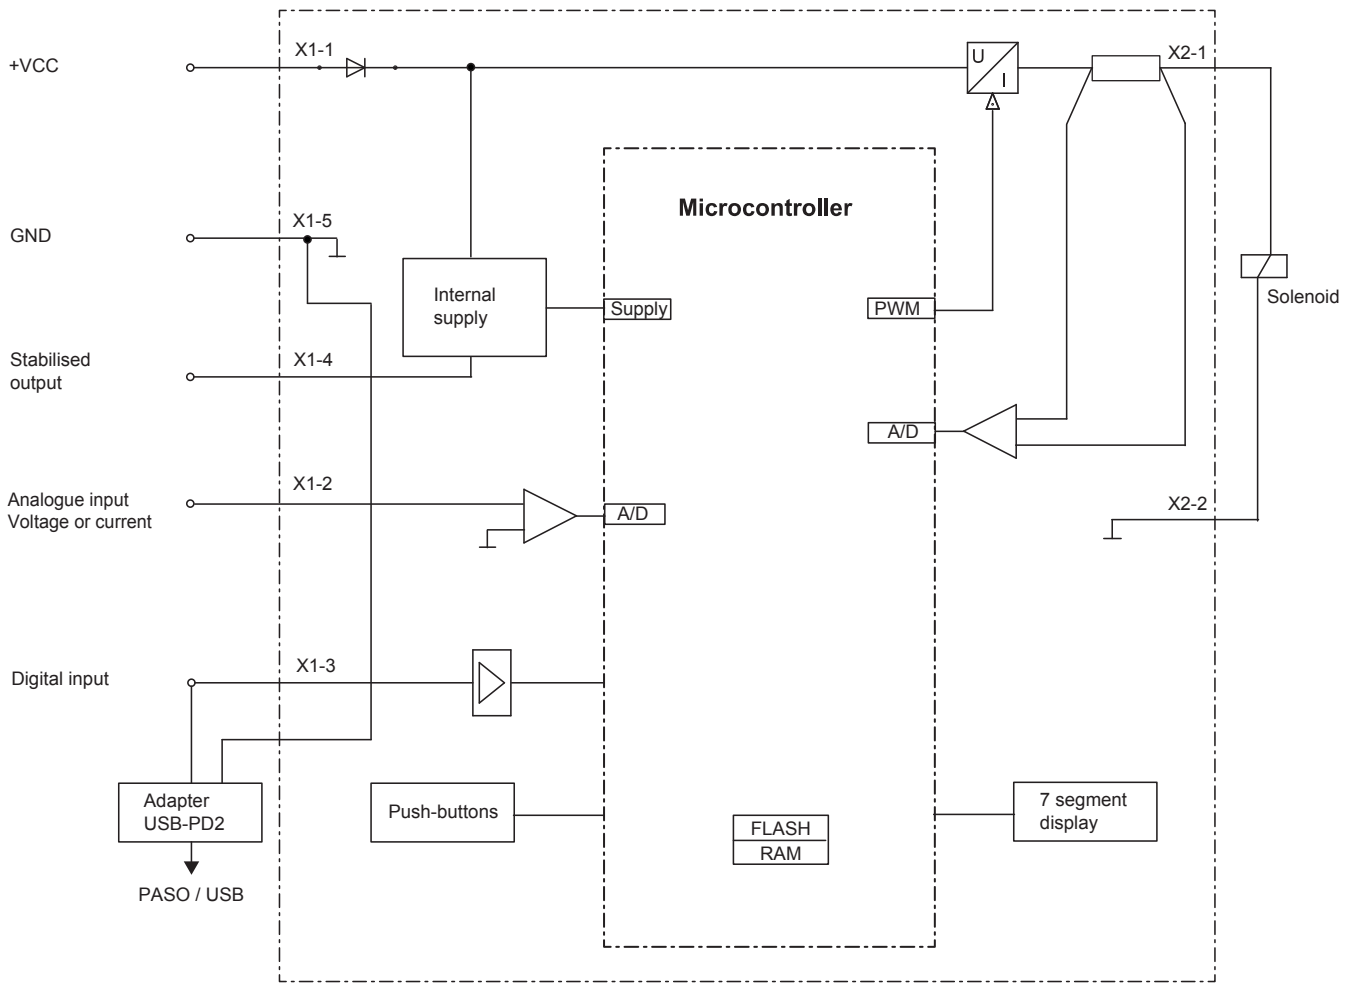 +VCC
X1-1
U
I
X2-1
Microcontroller
GND
X1-5
Internal
supply
Supply
PWM
Solenoid
Stabilised
output
X1-4
A/D
Analogue input
Voltage or current
X1-2
A/D
X2-2
Digital input
X1-3
Adapter
USB-PD2
PASO / USB
Push-buttons
FLASH
RAM
7 segment
display